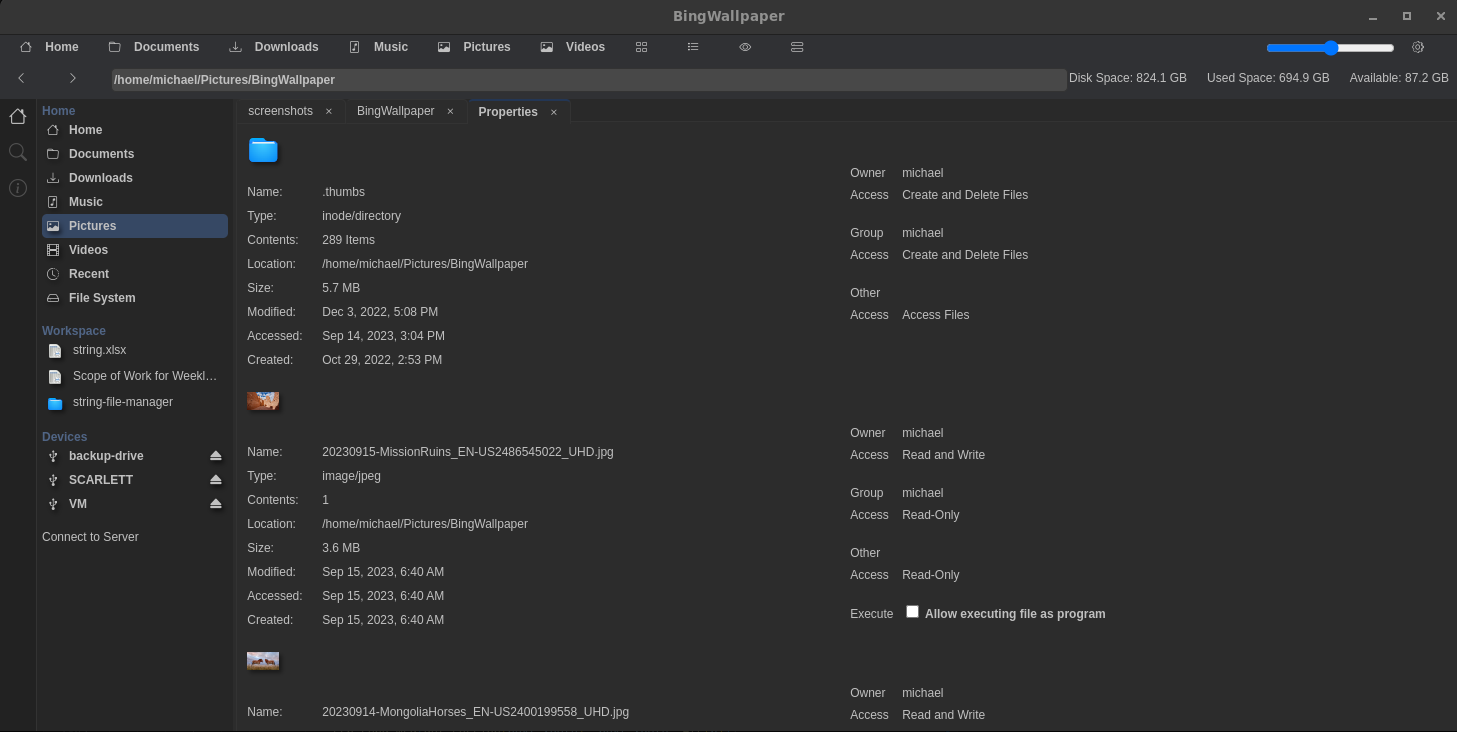 BingWallpaper
Home Documents Downloads Music Pictures Videos
/home/michael/Pictures/BingWallpaper Disk Space: 824.1 GB Used Space: 694.9 GB Available: 87.2 GB
Home
Home
Documents
Downloads
Music
Pictures
Videos
Recent
File System
Workspace
string.xlsx
Scope of Work for Weekl...
string-file-manager
Devices
backup-drive
SCARLETT
VM
Connect to Server
screenshots × BingWallpaper × Properties ×
Name: .thumbs
Type: inode/directory
Contents: 289 Items
Location: /home/michael/Pictures/BingWallpaper
Size: 5.7 MB
Modified: Dec 3, 2022, 5:08 PM
Accessed: Sep 14, 2023, 3:04 PM
Created: Oct 29, 2022, 2:53 PM
Owner michael
Access Create and Delete Files
Group michael
Access Create and Delete Files
Other
Access Access Files
Name: 20230915-MissionRuins_EN-US2486545022_UHD.jpg
Type: image/jpeg
Contents: 1
Location: /home/michael/Pictures/BingWallpaper
Size: 3.6 MB
Modified: Sep 15, 2023, 6:40 AM
Accessed: Sep 15, 2023, 6:40 AM
Created: Sep 15, 2023, 6:40 AM
Owner michael
Access Read and Write
Group michael
Access Read-Only
Other
Access Read-Only
Execute Allow executing file as program
Name: 20230914-MongoliaHorses_EN-US2400199558_UHD.jpg
Owner michael
Access Read and Write